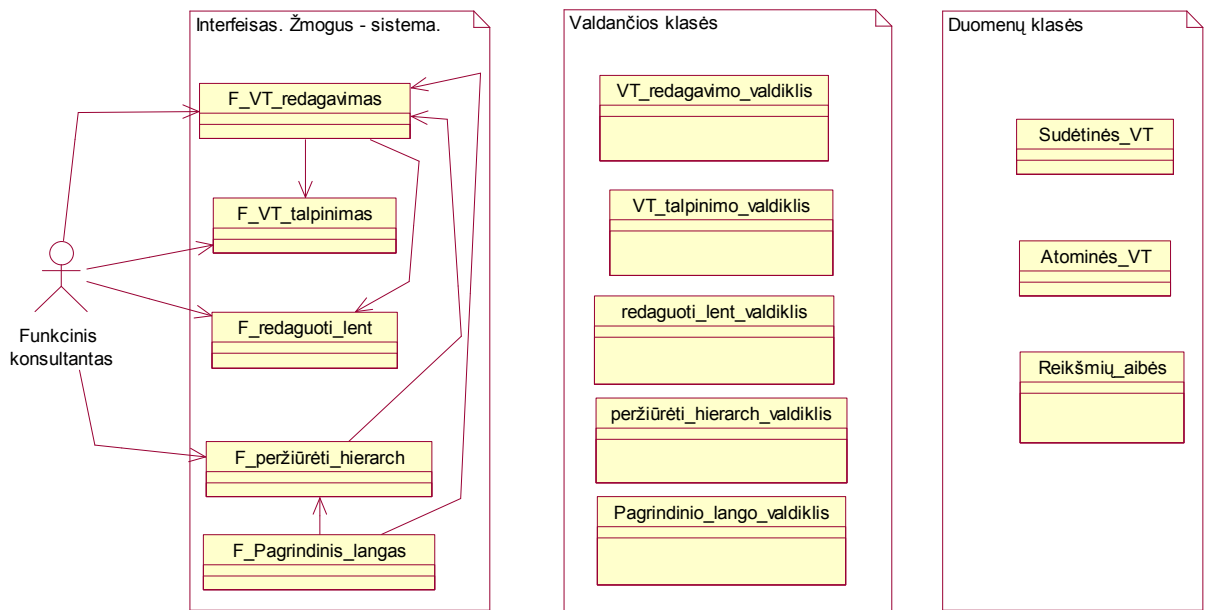 Interfeisas. Žmogus - sistema.
F_VT_redagavimas
F_VT_talpinimas
F_redaguoti_lent
F_peržiūrėti_hierarch
F_Pagrindinis_langas
Funkcinis
konsultantas
Valdančios klasės
VT_redagavimo_valdiklis
VT_talpinimo_valdiklis
redaguoti_lent_valdiklis
peržiūrėti_hierarch_valdiklis
Pagrindinio_lango_valdiklis
Duomenų klasės
Sudėtinės_VT
Atominės_VT
Reikšmių_aibės